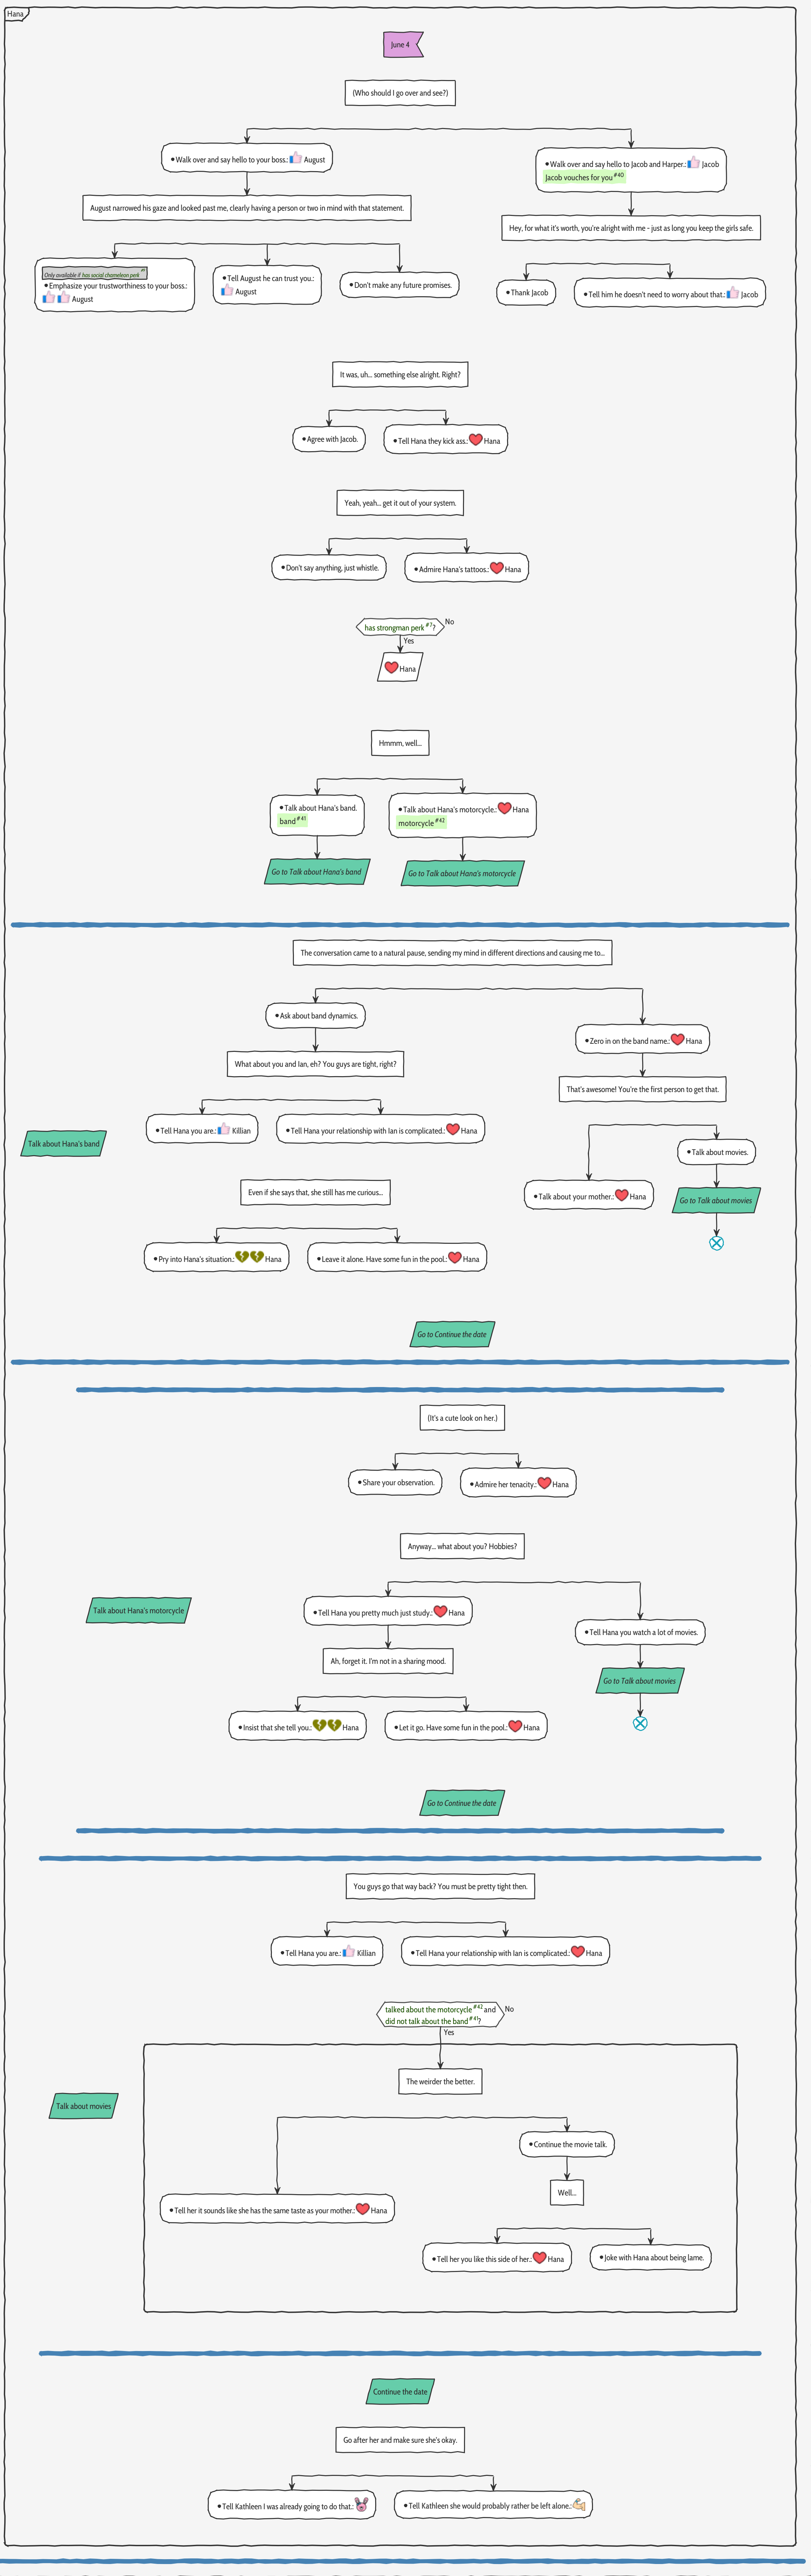 Hana
June 4
(Who should I go over and see?)
•Walk over and say hello to your boss.: August
•Walk over and say hello to Jacob and Harper.: Jacob
Jacob vouches for you #40
August narrowed his gaze and looked past me, clearly having a person or two in mind with that statement.
Hey, for what it's worth, you're alright with me - just as long you keep the girls safe.
Only available if has social chameleon perk
•Emphasize your trustworthiness to your boss.:
August
•Tell August he can trust you.:
August
•Don't make any future promises.
•Thank Jacob
•Tell him he doesn't need to worry about that.: Jacob
It was, uh... something else alright. Right?
•Agree with Jacob.
•Tell Hana they kick ass.: Hana
Yeah, yeah... get it out of your system.
•Don't say anything, just whistle.
•Admire Hana's tattoos.: Hana
has strongman perk #7?
No
Yes
Hana
Hmmm, well...
•Talk about Hana's band.
band #41
•Talk about Hana's motorcycle.: Hana
motorcycle #42
Go to Talk about Hana's band
Go to Talk about Hana's motorcycle
The conversation came to a natural pause, sending my mind in different directions and causing me to...
•Ask about band dynamics.
•Zero in on the band name.: Hana
What about you and Ian, eh? You guys are tight, right?
That's awesome! You're the first person to get that.
Talk about Hana's band
•Tell Hana you are.: Killian
•Tell Hana your relationship with Ian is complicated.: Hana
•Talk about movies.
•Talk about your mother.: Hana
Go to Talk about movies
Even if she says that, she still has me curious...
•Pry into Hana's situation.: Hana
•Leave it alone. Have some fun in the pool.: Hana
Go to Continue the date
(It's a cute look on her.)
•Share your observation.
•Admire her tenacity.: Hana
Anyway... what about you? Hobbies?
Talk about Hana's motorcycle
•Tell Hana you pretty much just study.: Hana
•Tell Hana you watch a lot of movies.
Ah, forget it. I'm not in a sharing mood.
Go to Talk about movies
•Insist that she tell you.: Hana
•Let it go. Have some fun in the pool.: Hana
Go to Continue the date
You guys go that way back? You must be pretty tight then.
•Tell Hana you are.: Killian
•Tell Hana your relationship with Ian is complicated.: Hana
talked about the motorcycle #42 and
did not talk about the band #41?
No
Yes
The weirder the better.
Talk about movies
•Continue the movie talk.
Well...
•Tell her it sounds like she has the same taste as your mother.: Hana
•Tell her you like this side of her.: Hana
•Joke with Hana about being lame.
Continue the date
Go after her and make sure she's okay.
•Tell Kathleen I was already going to do that.:
•Tell Kathleen she would probably rather be left alone.: